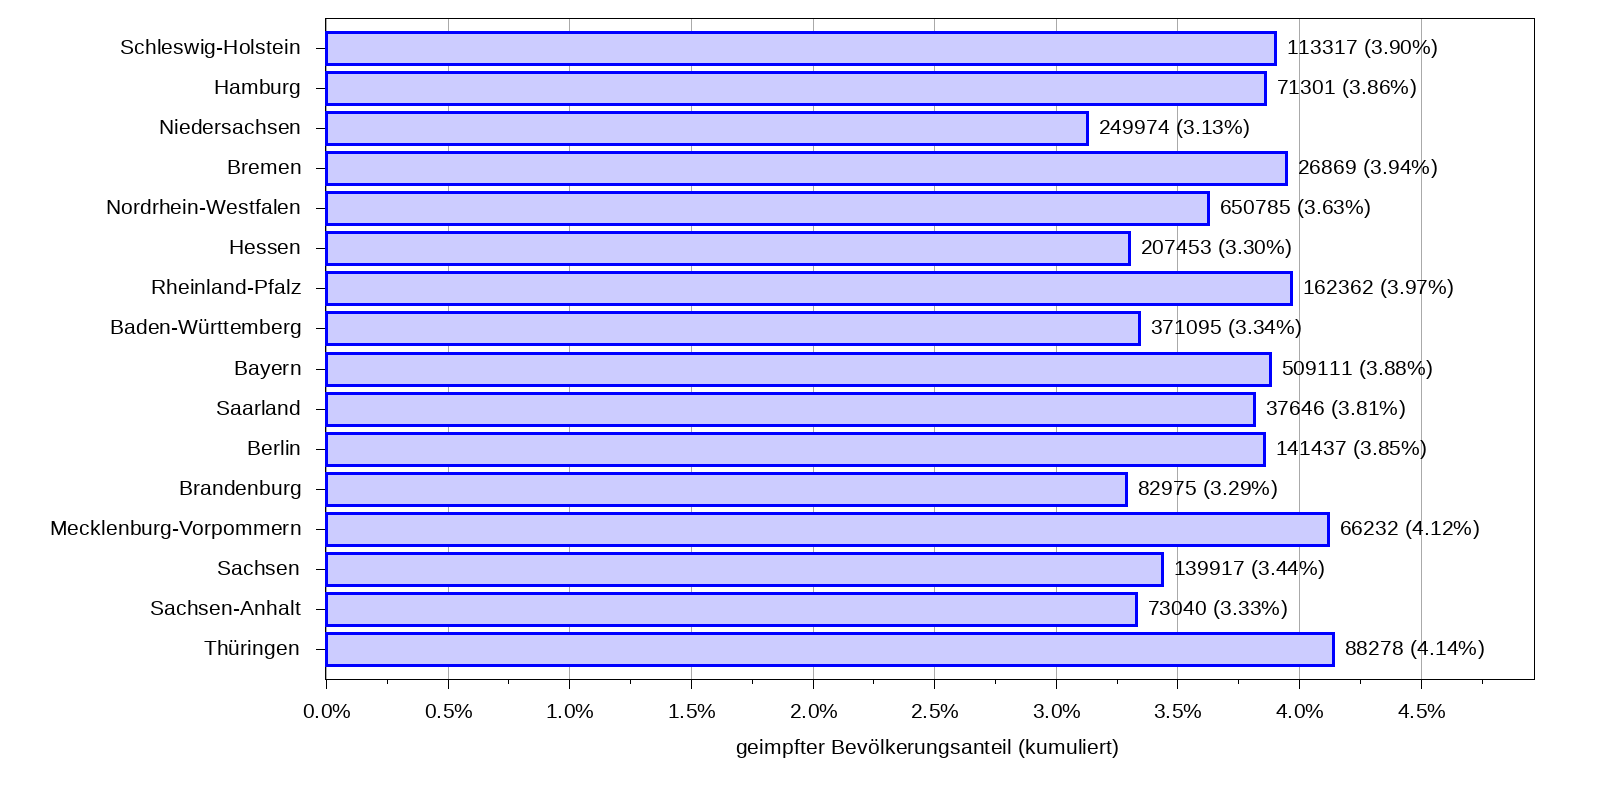 Schleswig-Holstein 113317 (3.90%)
Hamburg 71301 (3.86%)
Niedersachsen 249974 (3.13%)
Bremen 26869 (3.94%)
Nordrhein-Westfalen 650785 (3.63%)
Hessen 207453 (3.30%)
Rheinland-Pfalz 162362 (3.97%)
Baden-Württemberg 371095 (3.34%)
Bayern 509111 (3.88%)
Saarland 37646 (3.81%)
Berlin 141437 (3.85%)
Brandenburg 82975 (3.29%)
Mecklenburg-Vorpommern 66232 (4.12%)
Sachsen 139917 (3.44%)
Sachsen-Anhalt 73040 (3.33%)
Thüringen 88278 (4.14%)
0.0% 0.5% 1.0% 1.5% 2.0% 2.5% 3.0% 3.5% 4.0% 4.5%
geimpfter Bevölkerungsanteil (kumuliert)